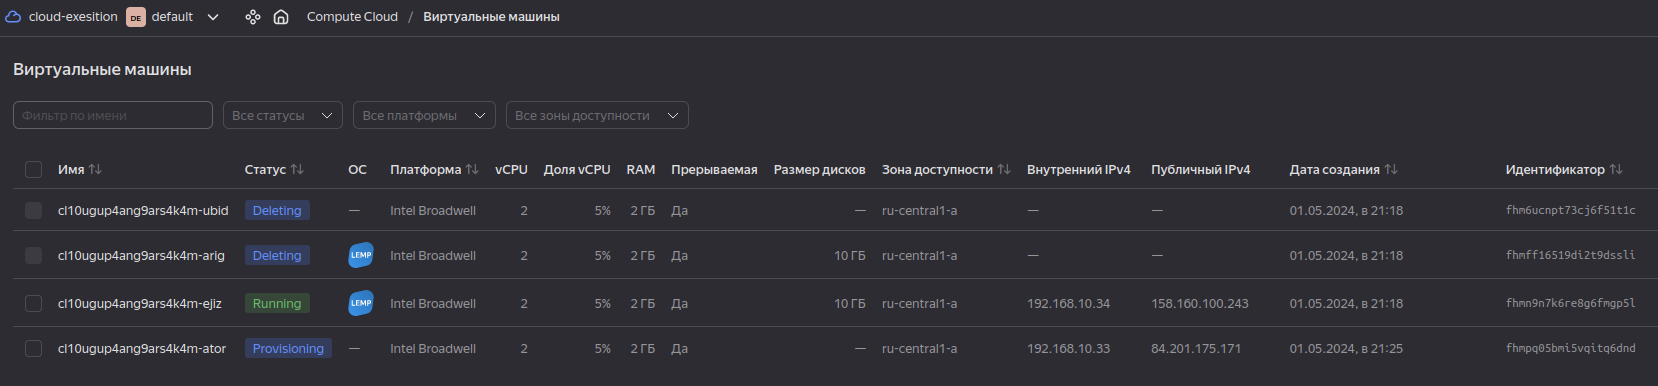 cloud-exesition DE default Compute Cloud / Виртуальные машины
Виртуальные машины
Фильтр по имени Все статусы Все платформы Все зоны доступности
Имя Статус ОС Платформа vCPU Доля vCPU RAM Прерываемая Размер дисков Зона доступности Внутренний IPv4 Публичный IPv4 Дата создания Идентификатор
cl10ugup4ang9ars4k4m-ubid Deleting — Intel Broadwell 2 5% 2 ГБ Да — ru-central1-a — — 01.05.2024, в 21:18 fhm6ucnpt73cj6f51t1c
cl10ugup4ang9ars4k4m-arig Deleting LEMP Intel Broadwell 2 5% 2 ГБ Да 10 ГБ ru-central1-a — — 01.05.2024, в 21:18 fhmff16519di2t9dssli
cl10ugup4ang9ars4k4m-ejiz Running LEMP Intel Broadwell 2 5% 2 ГБ Да 10 ГБ ru-central1-a 192.168.10.34 158.160.100.243 01.05.2024, в 21:18 fhmn9n7k6re8g6fmgp5l
cl10ugup4ang9ars4k4m-ator Provisioning — Intel Broadwell 2 5% 2 ГБ Да — ru-central1-a 192.168.10.33 84.201.175.171 01.05.2024, в 21:25 fhmpq05bmi5vqitq6dnd